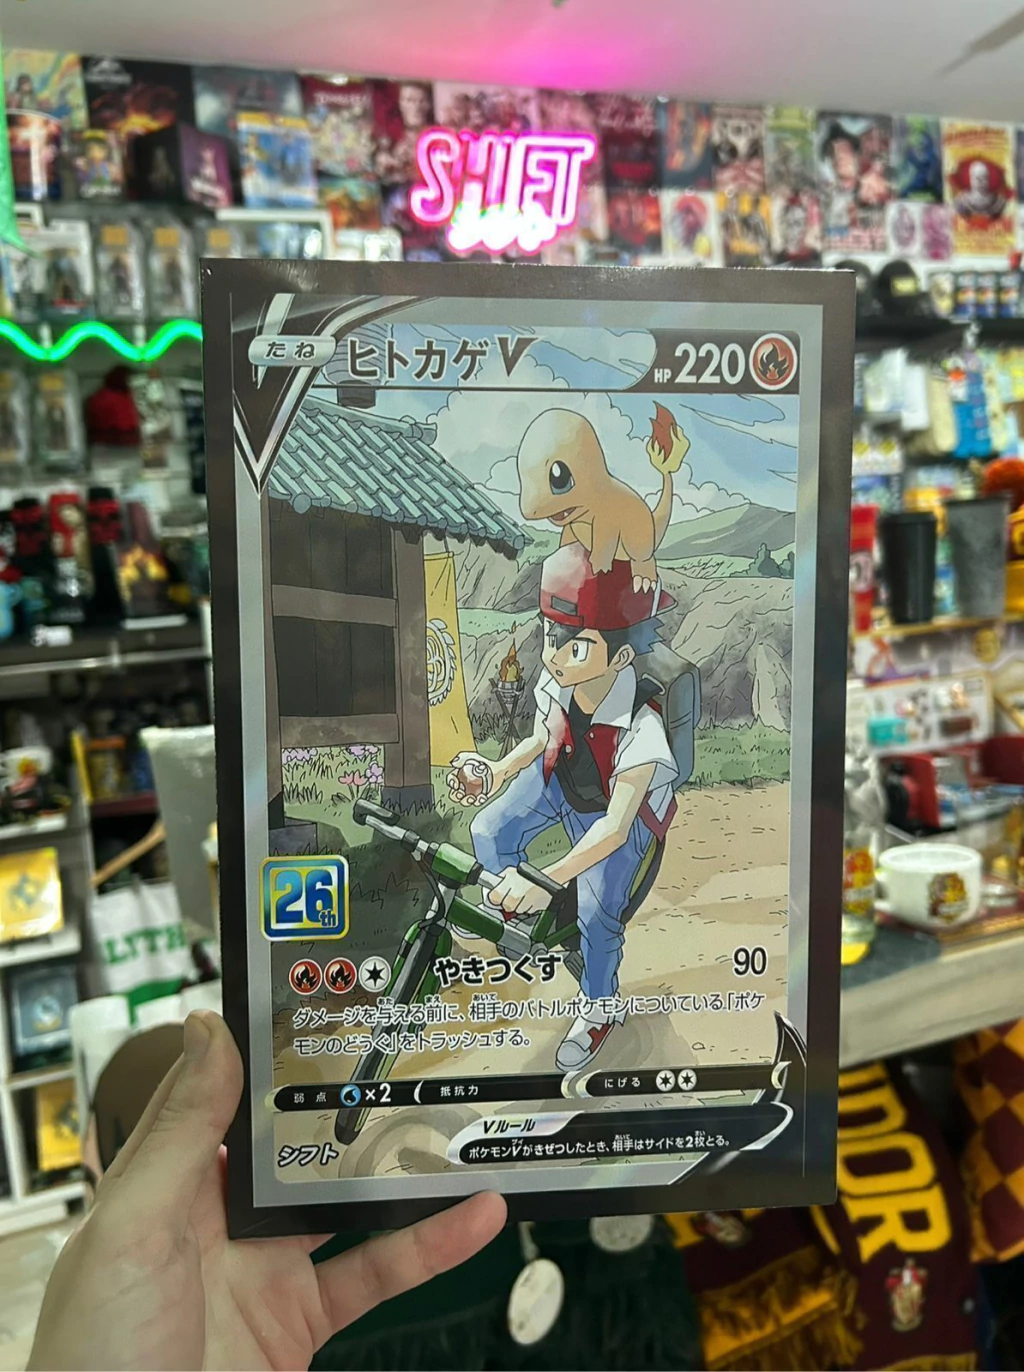 SHIFT
たね
ヒトカゲV
HP 220
26th
やきつくす 90
ダメージを与える前に、相手のバトルポケモンについている「ポケ
モンのどうぐ」をトラッシュする。
弱点 ×2 抵抗力 にげる
Vルール
ポケモンVがきぜつしたとき、相手はサイドを2枚とる。
シフト